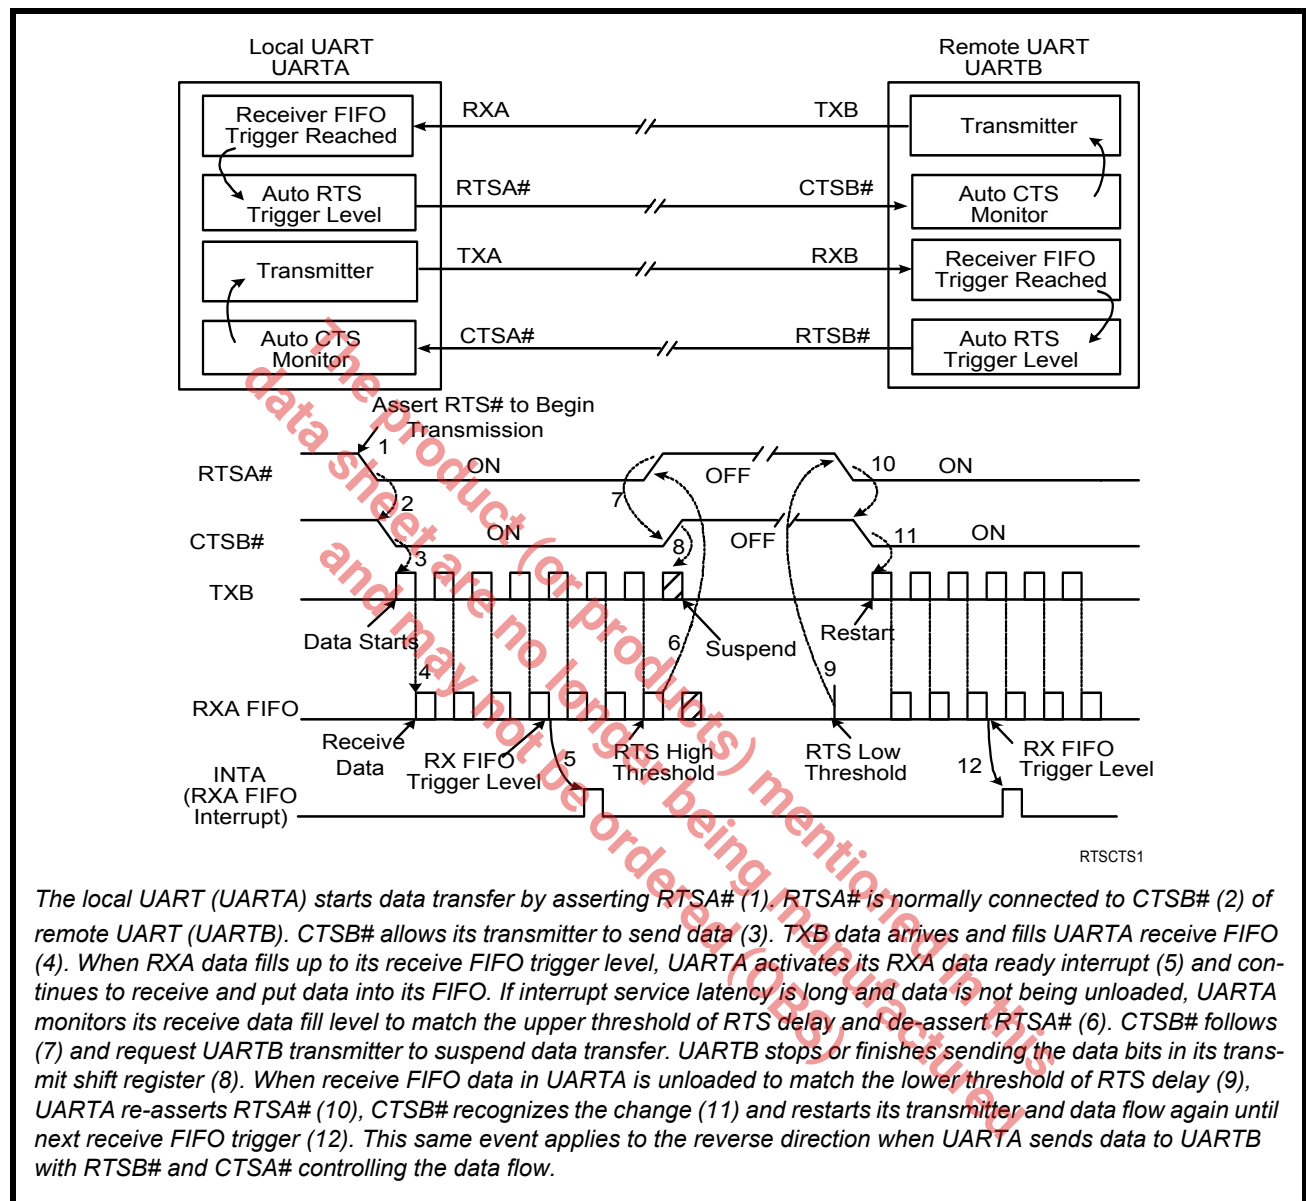 Local UART
UARTA
Remote UART
UARTB
Receiver FIFO
Trigger Reached
RXA
TXB
Transmitter
Auto RTS
Trigger Level
RTSA#
CTSB#
Auto CTS
Monitor
Transmitter
TXA
RXB
Receiver FIFO
Trigger Reached
Auto CTS
Monitor
CTSA#
RTSB#
Auto RTS
Trigger Level
Assert RTS# to Begin
Transmission
RTSA#
1
ON
7
OFF
10
ON
CTSB#
2
ON
8
OFF
11
ON
TXB
3
Data Starts
6
Suspend
Restart
4
9
RXA FIFO
Receive
Data
RX FIFO
Trigger Level
5
RTS High
Threshold
RTS Low
Threshold
12
RX FIFO
Trigger Level
INTA
(RXA FIFO
Interrupt)
RTSCTS1
The local UART (UARTA) starts data transfer by asserting RTSA# (1). RTSA# is normally connected to CTSB# (2) of
remote UART (UARTB). CTSB# allows its transmitter to send data (3). TXB data arrives and fills UARTA receive FIFO
(4). When RXA data fills up to its receive FIFO trigger level, UARTA activates its RXA data ready interrupt (5) and con-
tinues to receive and put data into its FIFO. If interrupt service latency is long and data is not being unloaded, UARTA
monitors its receive data fill level to match the upper threshold of RTS delay and de-assert RTSA# (6). CTSB# follows
(7) and request UARTB transmitter to suspend data transfer. UARTB stops or finishes sending the data bits in its trans-
mit shift register (8). When receive FIFO data in UARTA is unloaded to match the lower threshold of RTS delay (9),
UARTA re-asserts RTSA# (10), CTSB# recognizes the change (11) and restarts its transmitter and data flow again until
next receive FIFO trigger (12). This same event applies to the reverse direction when UARTA sends data to UARTB
with RTSB# and CTSA# controlling the data flow.
The product (or products) mentioned in this
data sheet are no longer being manufactured
and may not be ordered (OBS)